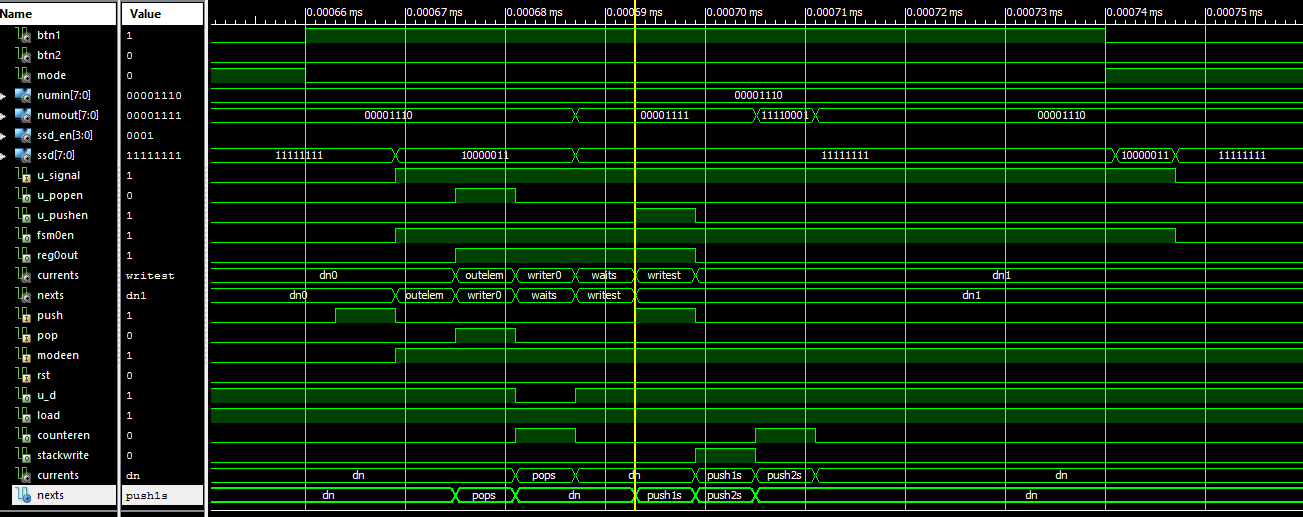 Name Value 0.00066 ms 0.00067 ms 0.00068 ms 0.00069 ms 0.00070 ms 0.00071 ms 0.00072 ms 0.00073 ms 0.00074 ms 0.00075 ms
btn1 1
btn2 0
mode 0
numin[7:0] 00001110 00001110
numout[7:0] 00001111 00001110 00001111 11110001 00001110
ssd_en[3:0] 0001
ssd[7:0] 11111111 11111111 10000011 11111111 10000011 11111111
u_signal 1
u_popen 0
u_pushen 1
fsm0en 1
reg0out 1
currents writest dn0 outelem writer0 waits writest dn1
nexts dn1 dn0 outelem writer0 waits writest dn1
push 1
pop 0
modeen 1
rst 0
u_d 1
load 1
counteren 0
stackwrite 0
currents dn dn pops dn push1s push2s dn
nexts push1s dn pops dn push1s push2s dn